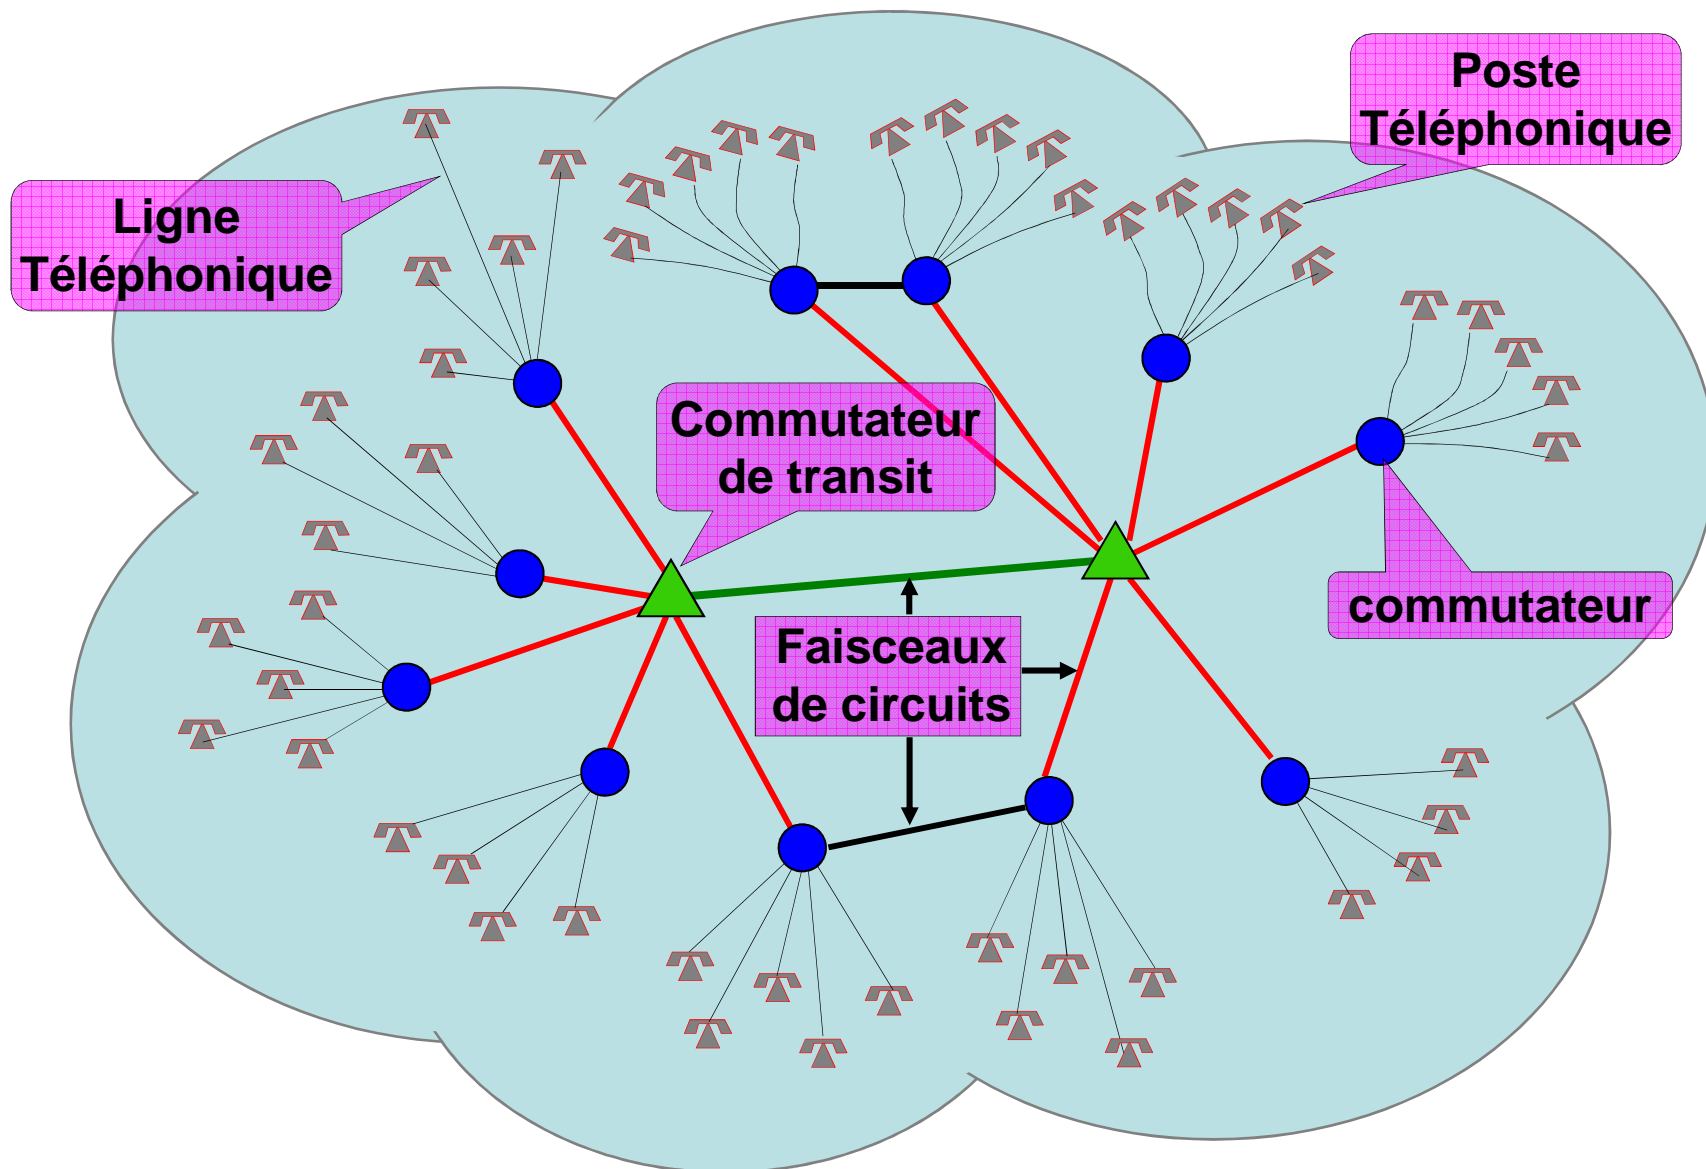 Poste
Téléphonique
Ligne
Téléphonique
Commutateur
de transit
commutateur
Faisceaux
de circuits